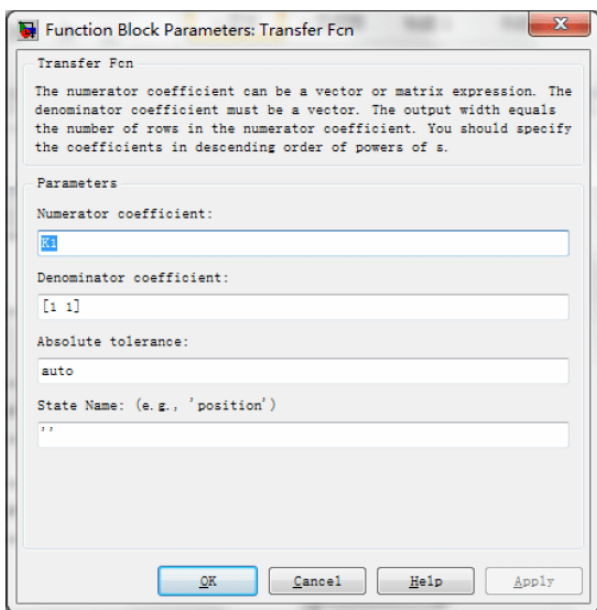 Function Block Parameters: Transfer Fcn
Transfer Fcn
The numerator coefficient can be a vector or matrix expression. The
denominator coefficient must be a vector. The output width equals
the number of rows in the numerator coefficient. You should specify
the coefficients in descending order of powers of s.
Parameters
Numerator coefficient:
K1
Denominator coefficient:
[1 1]
Absolute tolerance:
auto
State Name: (e.g., 'position')
''
OK Cancel Help Apply